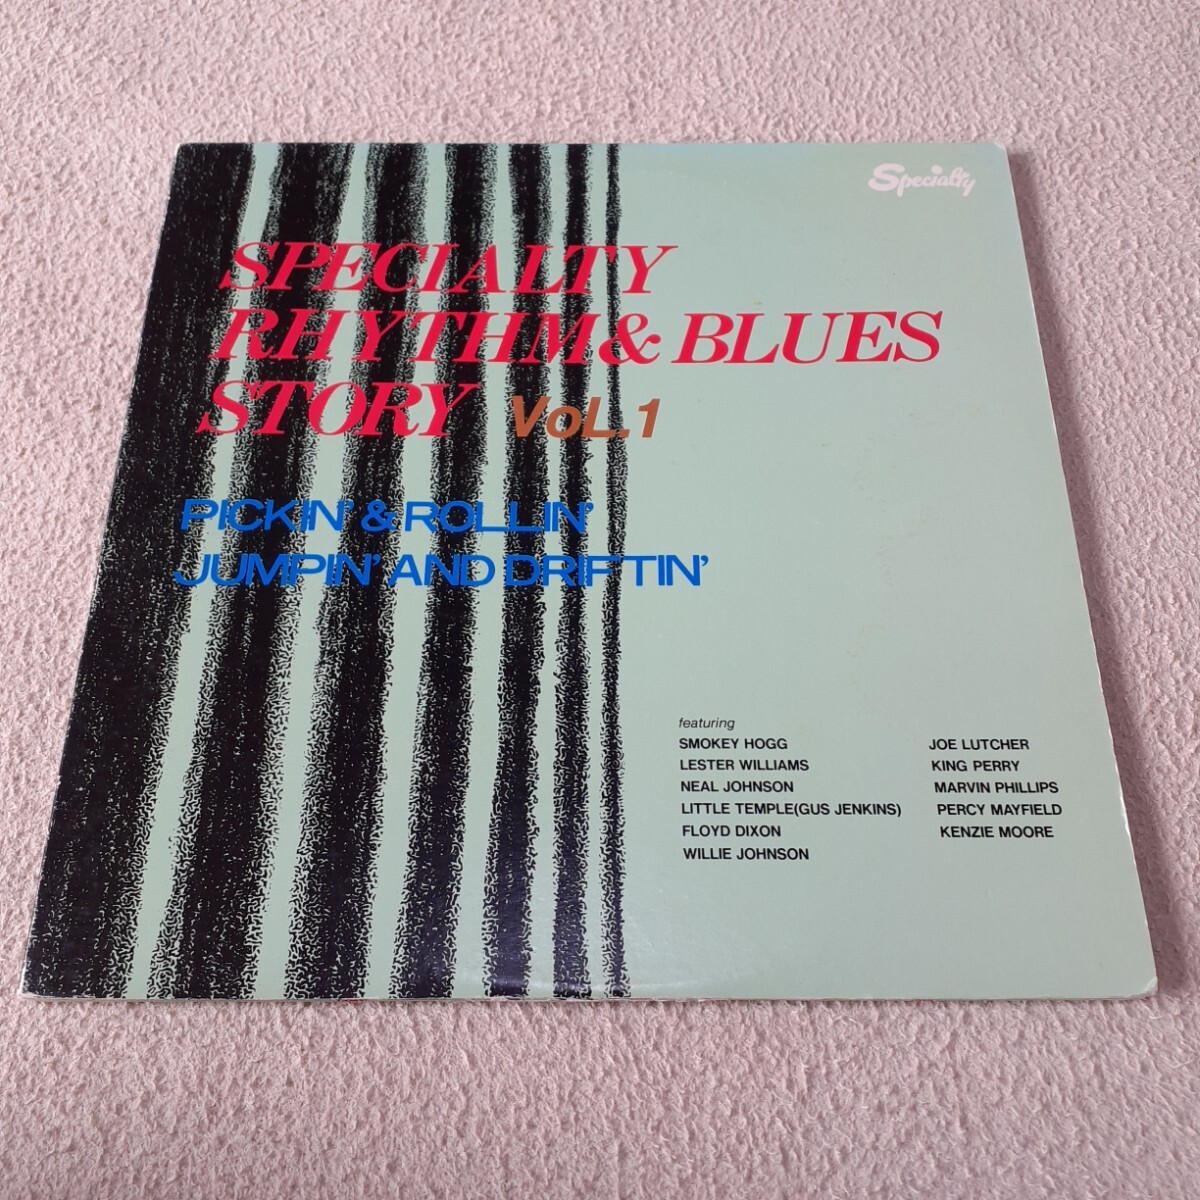 Specialty
SPECIALTY
RHYTHM & BLUES
STORY VOL.1
PICKIN' & ROLLIN'
JUMPIN' AND DRIFTIN'
featuring
SMOKEY HOGG
LESTER WILLIAMS
NEAL JOHNSON
LITTLE TEMPLE(GUS JENKINS)
FLOYD DIXON
WILLIE JOHNSON
JOE LUTCHER
KING PERRY
MARVIN PHILLIPS
PERCY MAYFIELD
KENZIE MOORE